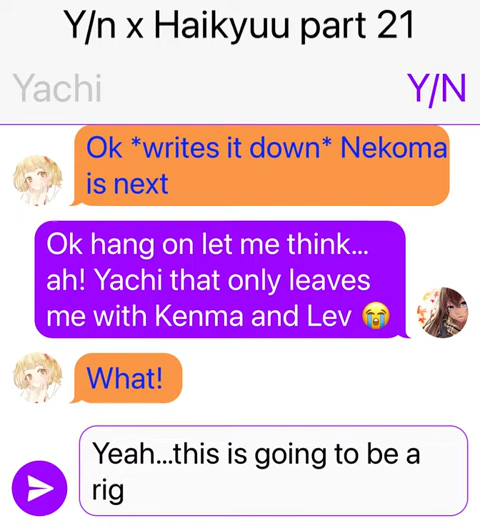 Y/n x Haikyuu part 21
Yachi
Y/N
Ok *writes it down* Nekoma
is next
Ok hang on let me think...
ah! Yachi that only leaves
me with Kenma and Lev 😭
What!
Yeah...this is going to be a
rig